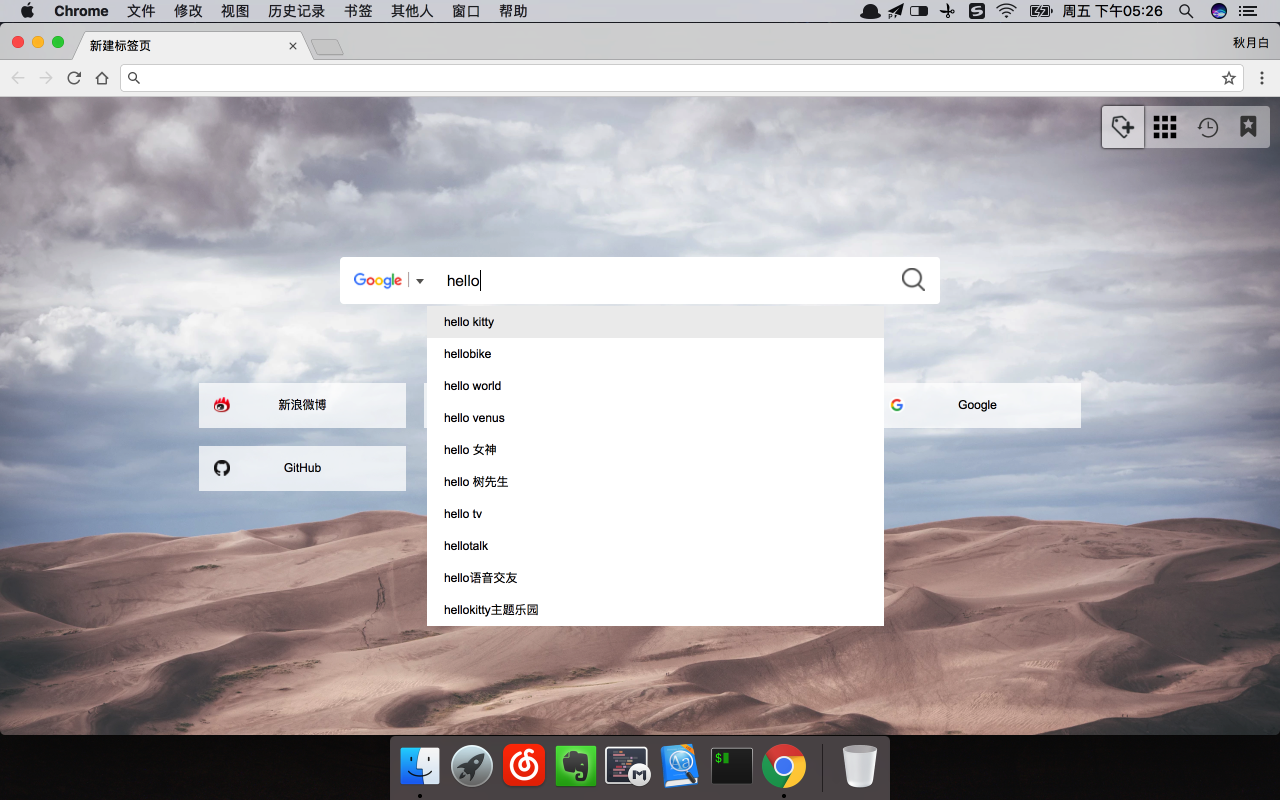 Chrome 文件 修改 视图 历史记录 书签 其他人 窗口 帮助 周五 下午05:26
新建标签页 秋月白
Google hello
hello kitty
hellobike
hello world
hello venus
hello 女神
hello 树先生
hello tv
hellotalk
hello语音交友
hellokitty主题乐园
新浪微博 Google
GitHub